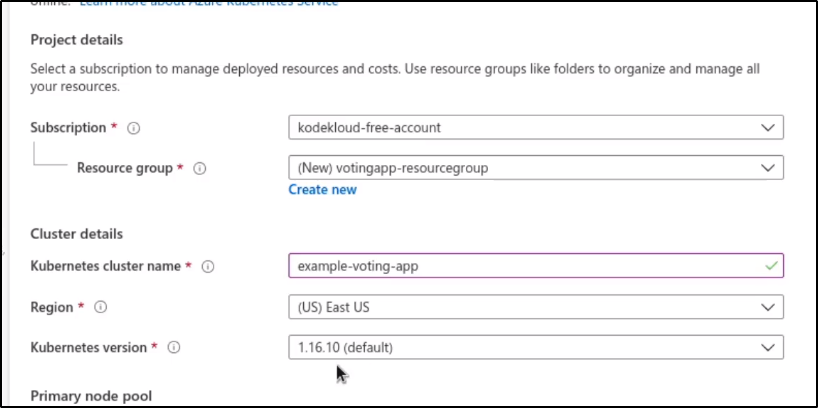 online. Learn more about Azure Kubernetes Service
Project details
Select a subscription to manage deployed resources and costs. Use resource groups like folders to organize and manage all
your resources.
Subscription *
kodekloud-free-account
Resource group *
(New) votingapp-resourcegroup
Create new
Cluster details
Kubernetes cluster name *
example-voting-app
Region *
(US) East US
Kubernetes version *
1.16.10 (default)
Primary node pool